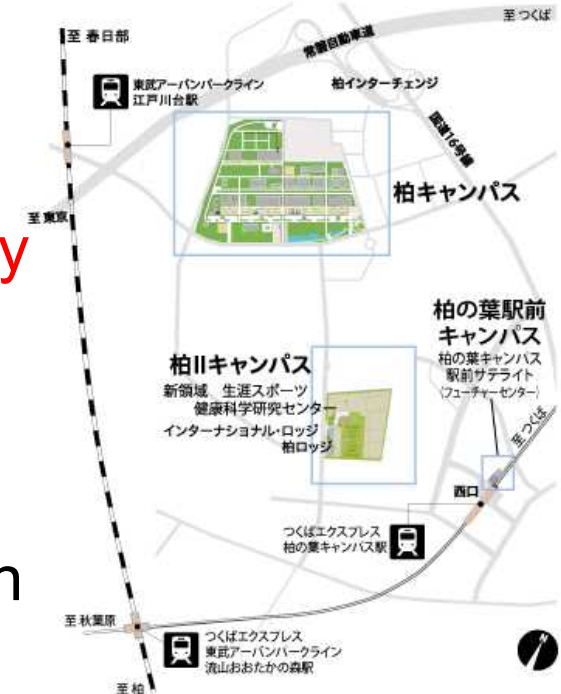 至 つくば
至 春日部
常磐自動車道
東武アーバンパークライン
江戸川台駅
柏インターチェンジ
国道16号線
柏キャンパス
至 東京
y
柏の葉駅前
キャンパス
柏の葉キャンパス
駅前サテライト
(フューチャーセンター)
柏IIキャンパス
新領域 生涯スポーツ
健康科学研究センター
インターナショナル・ロッジ
柏ロッジ
至 つくば
西口
つくばエクスプレス
柏の葉キャンパス駅
n
至 秋葉原
つくばエクスプレス
東武アーバンパークライン
流山おおたかの森駅
至 柏
N